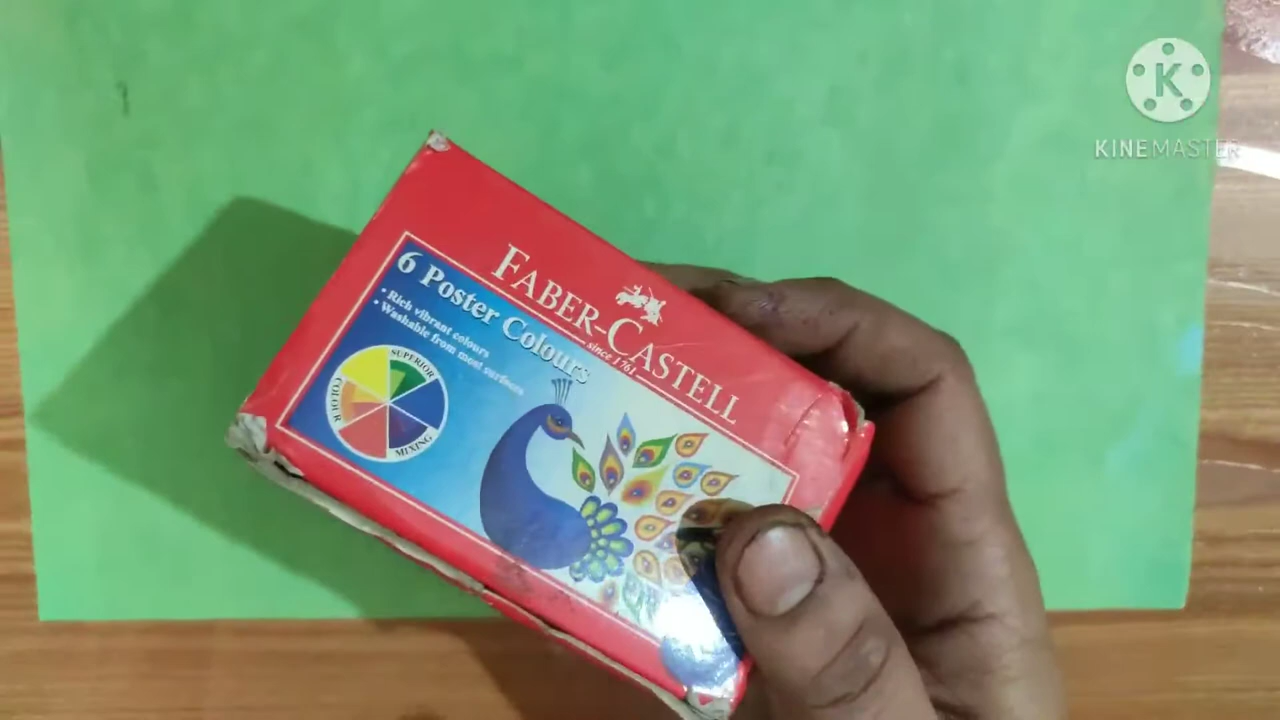 K
KINEMASTER
FABER-CASTELL
since 1761
6 Poster Colours
• Rich vibrant colours
• Washable from most surfaces
SUPERIOR
COLOUR
MIXING